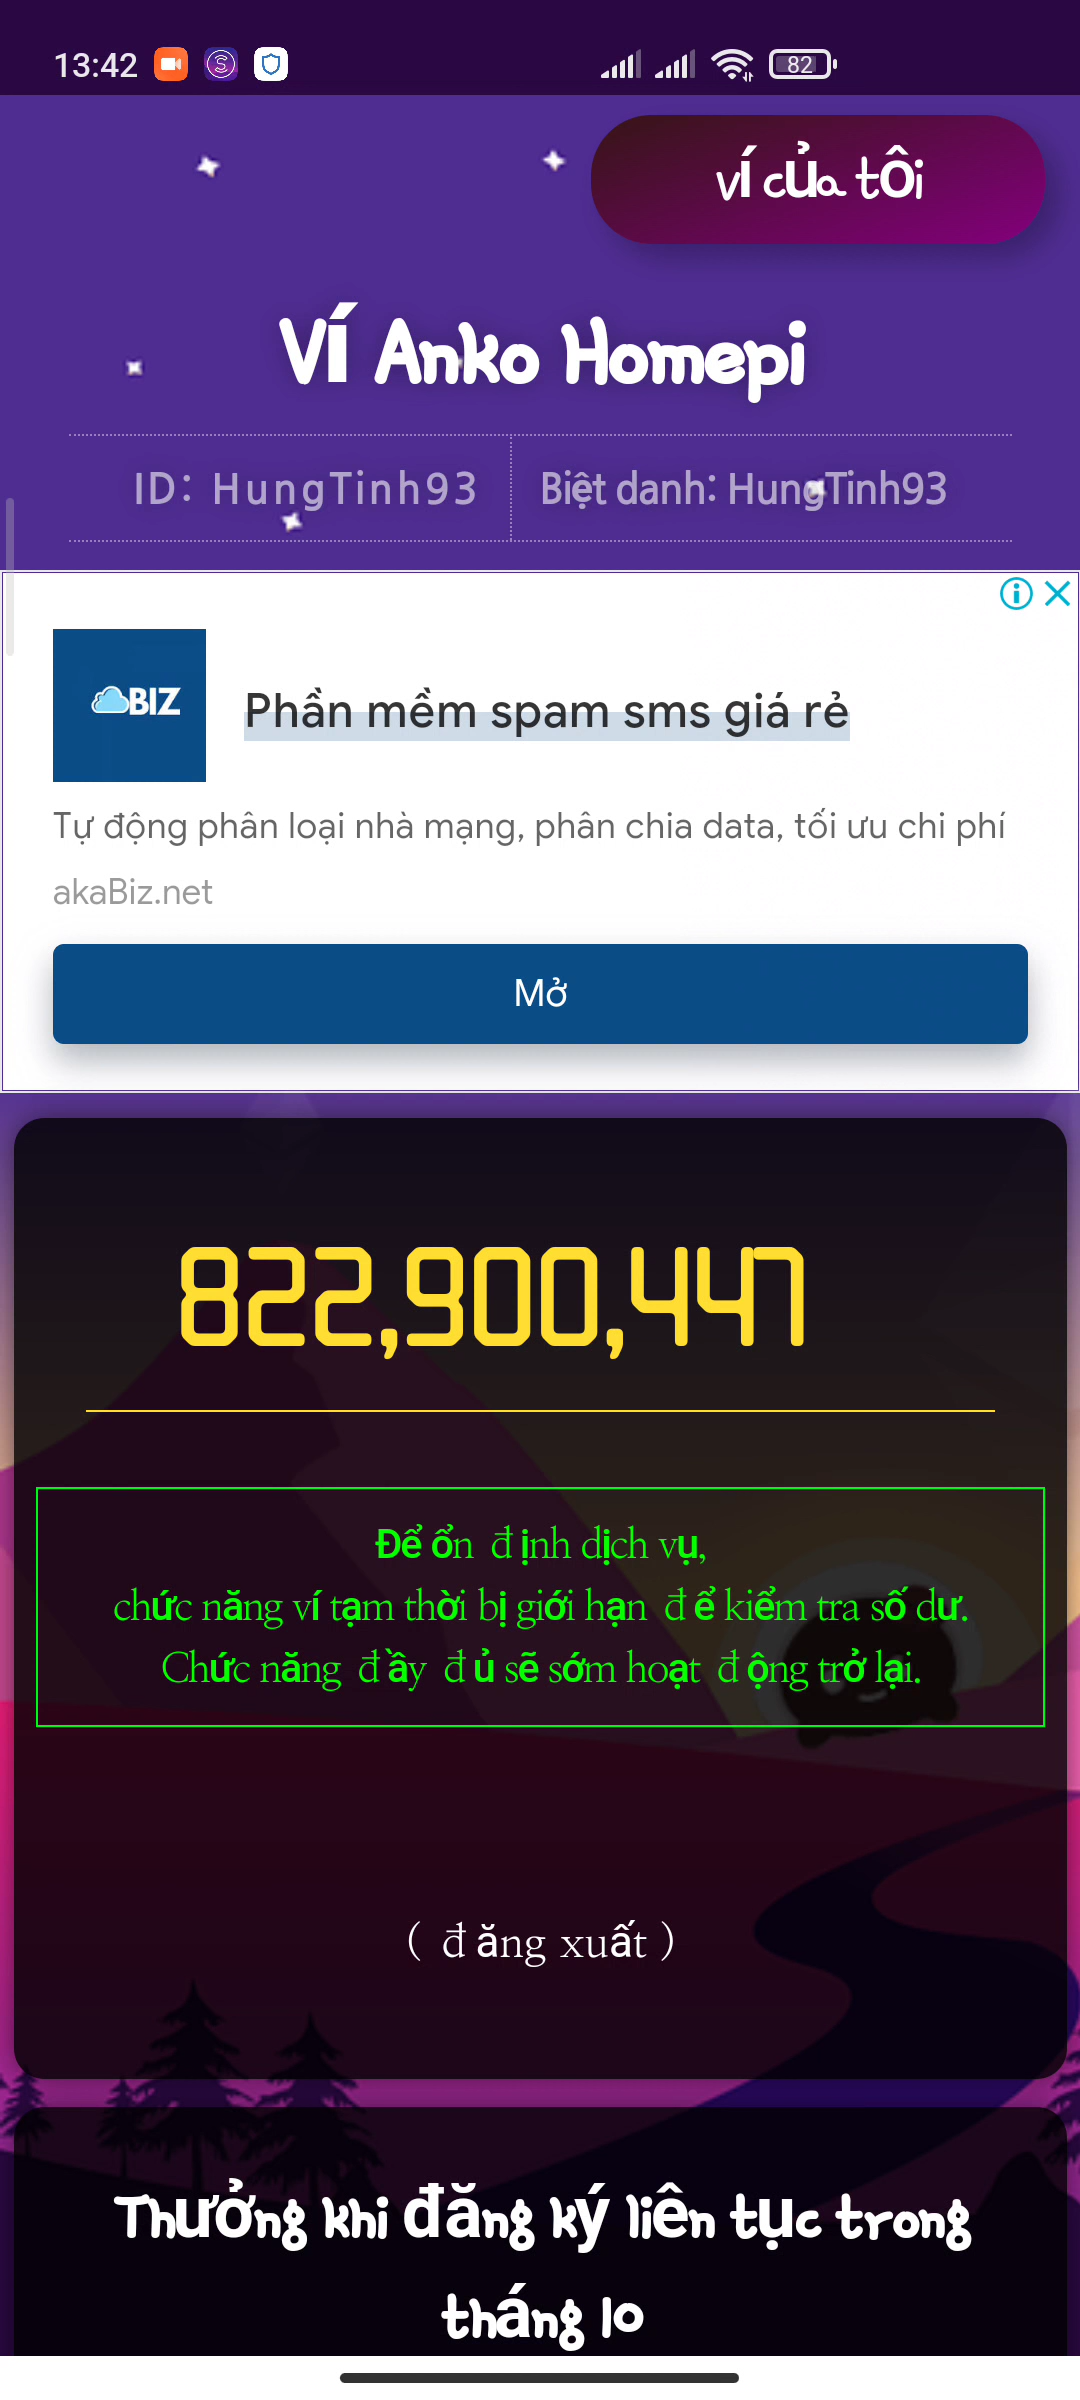 13:42
82
ví của tôi
Ví Anko Homepi
ID: HungTinh93
Biệt danh: HungTinh93
BIZ
Phần mềm spam sms giá rẻ
Tự động phân loại nhà mạng, phân chia data, tối ưu chi phí
akaBiz.net
Mở
822,900,447
Để ổn định dịch vụ,
chức năng ví tạm thời bị giới hạn để kiểm tra số dư.
Chức năng đầy đủ sẽ sớm hoạt động trở lại.
( đăng xuất )
Thưởng khi đăng ký liên tục trong
tháng 10